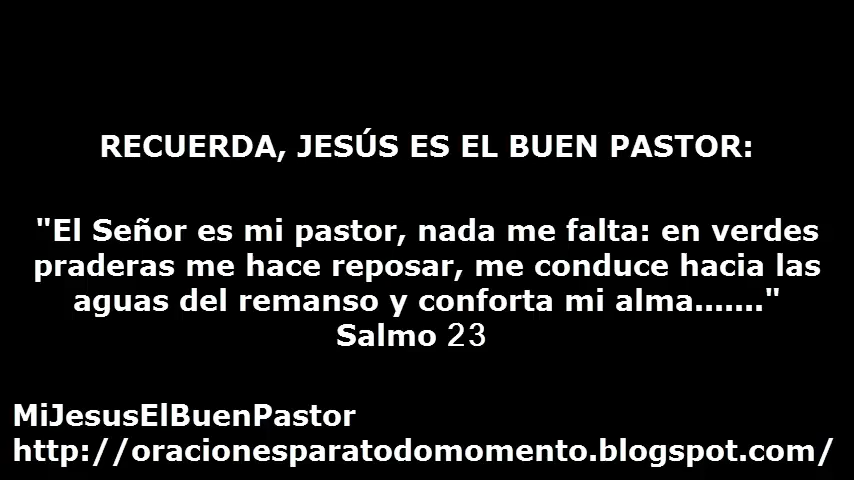 RECUERDA, JESÚS ES EL BUEN PASTOR:
"El Señor es mi pastor, nada me falta: en verdes
praderas me hace reposar, me conduce hacia las
aguas del remanso y conforta mi alma......."
Salmo 23
MiJesusElBuenPastor
http://oracionesparatodomomento.blogspot.com/